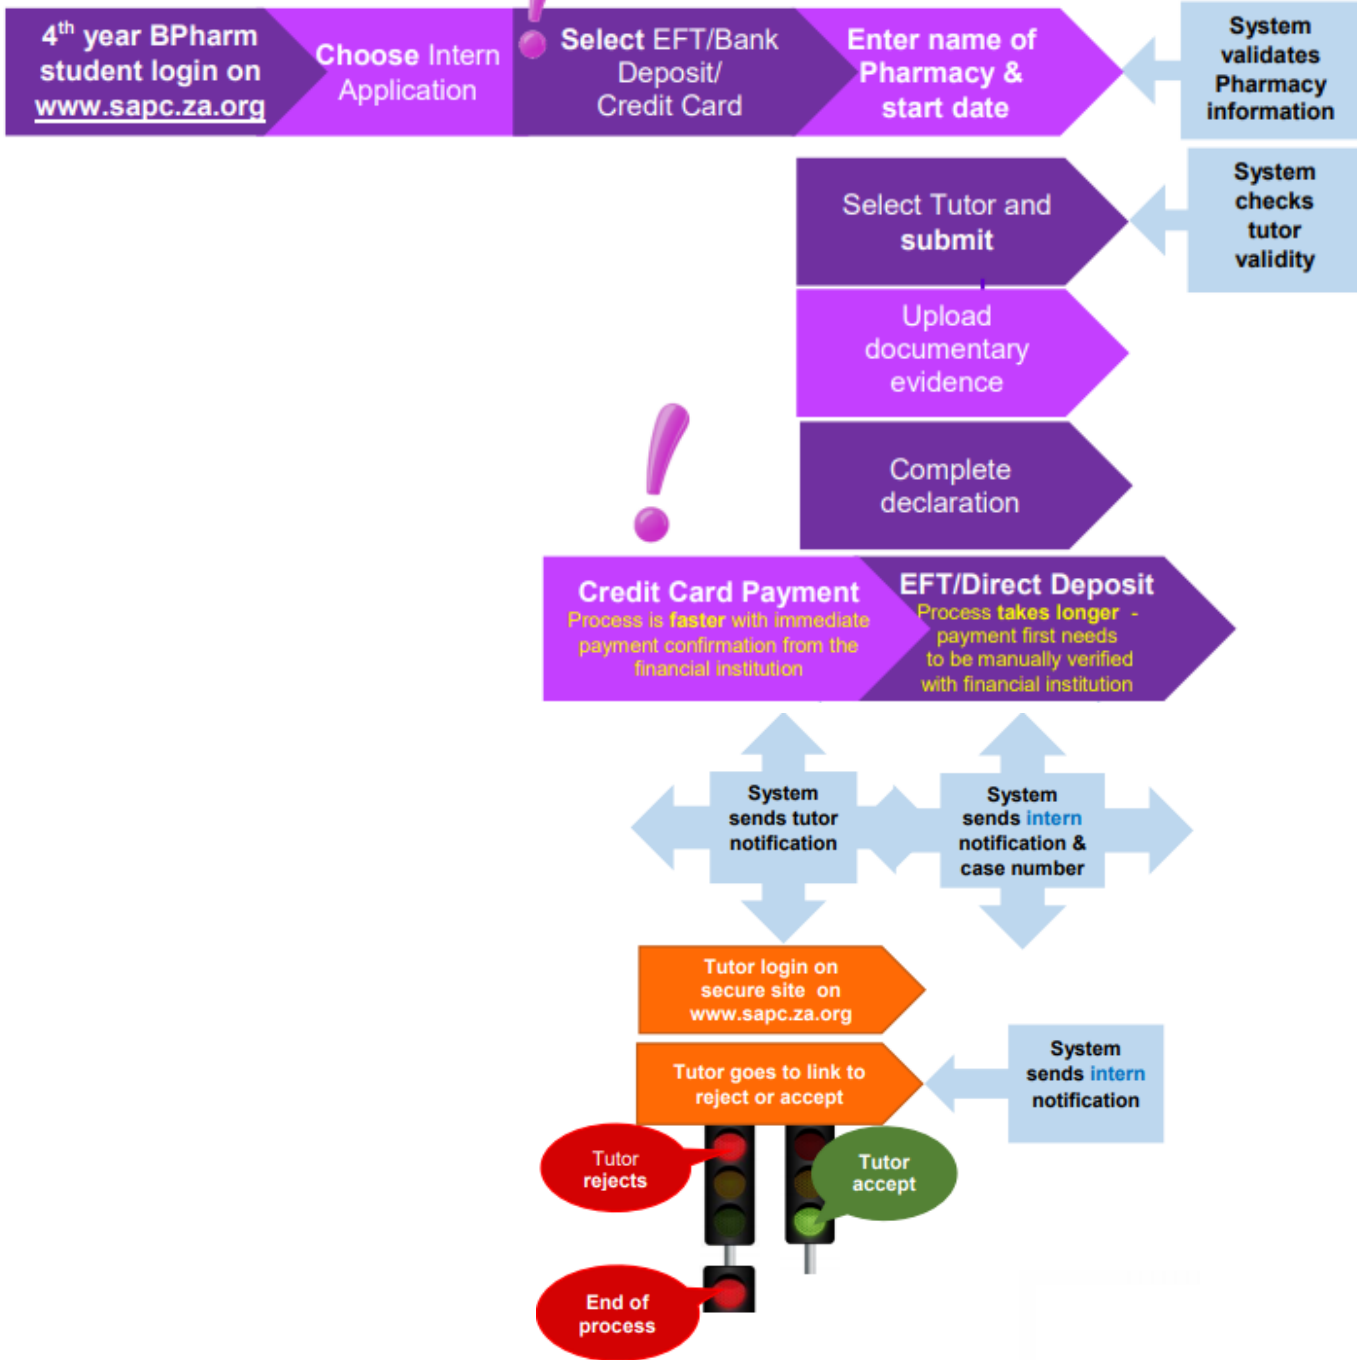 4th year BPharm
student login on
www.sapc.za.org
Choose Intern
Application
Select EFT/Bank
Deposit/
Credit Card
Enter name of
Pharmacy &
start date
System
validates
Pharmacy
information
Select Tutor and
submit
System
checks
tutor
validity
Upload
documentary
evidence
Complete
declaration
Credit Card Payment
Process is faster with immediate
payment confirmation from the
financial institution
EFT/Direct Deposit
Process takes longer -
payment first needs
to be manually verified
with financial institution
System
sends tutor
notification
System
sends intern
notification &
case number
Tutor login on
secure site on
www.sapc.za.org
Tutor goes to link to
reject or accept
System
sends intern
notification
Tutor
rejects
Tutor
accept
End of
process